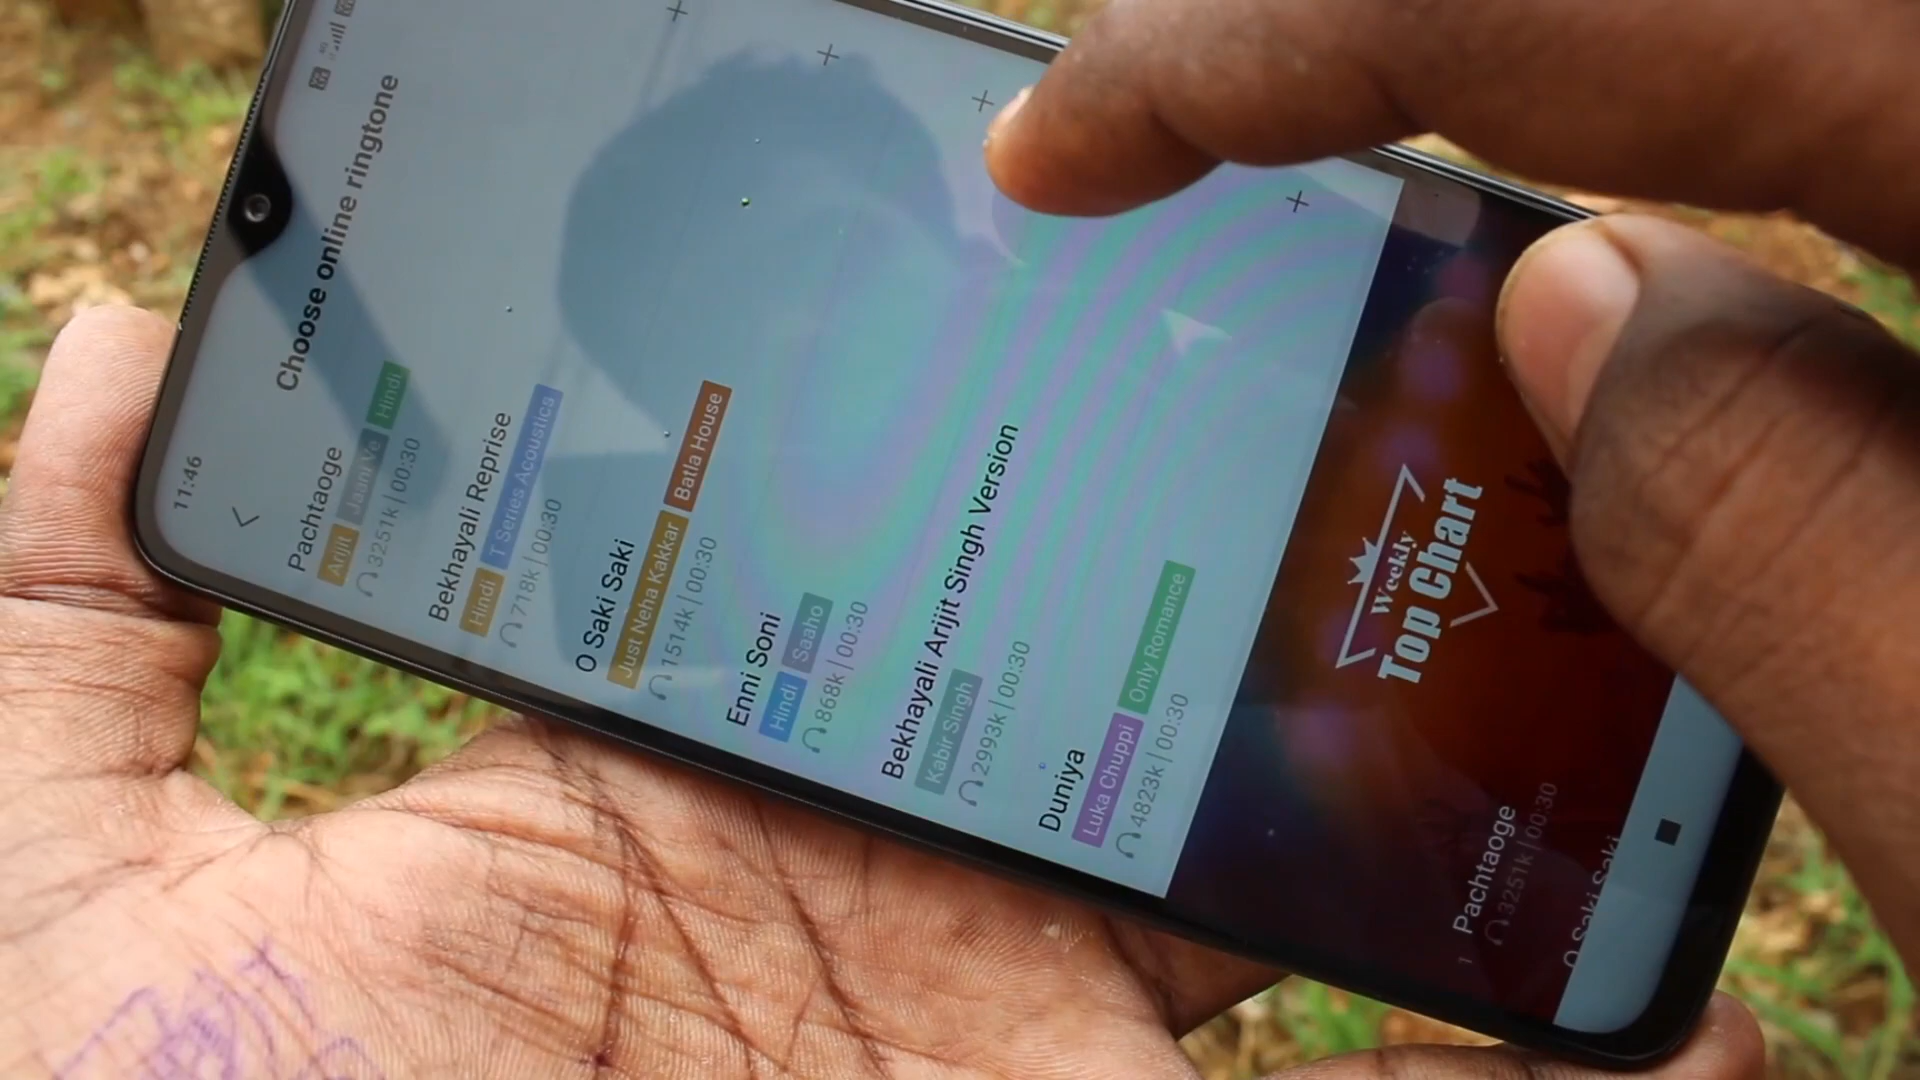 11:46
Choose online ringtone
Pachtaoge
Arijit Jaani Ve Hindi
3251k | 00:30
Bekhayali Reprise
Hindi T Series Acoustics
718k | 00:30
O Saki Saki
Just Neha Kakkar Batla House
1514k | 00:30
Enni Soni
Hindi Saaho
868k | 00:30
Bekhayali Arijit Singh Version
Kabir Singh
2993k | 00:30
Duniya
Luka Chuppi Only Romance
4823k | 00:30
Weekly
Top Chart
1 Pachtaoge
3251k | 00:30
O Saki Saki